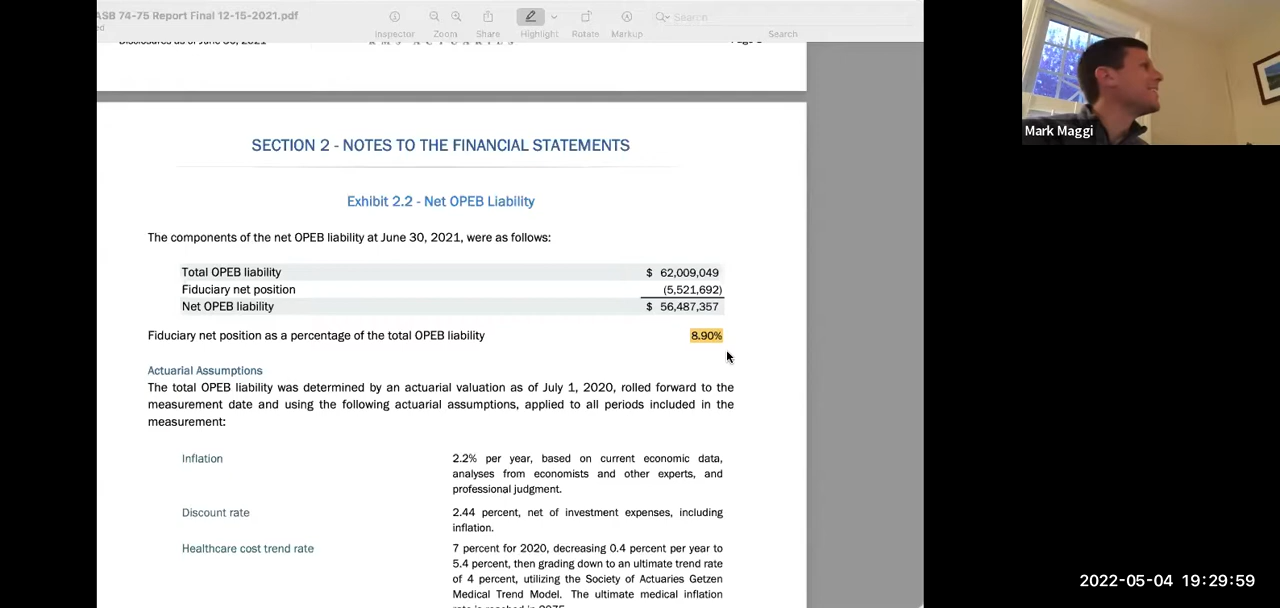 ASB 74-75 Report Final 12-15-2021.pdf
ed
Inspector
Zoom
Share
Highlight
Rotate
Markup
Search
Search
Disclosures as of June 30, 2021
SECTION 2 - NOTES TO THE FINANCIAL STATEMENTS
Exhibit 2.2 - Net OPEB Liability
The components of the net OPEB liability at June 30, 2021, were as follows:
Total OPEB liability $ 62,009,049
Fiduciary net position (5,521,692)
Net OPEB liability $ 56,487,357
Fiduciary net position as a percentage of the total OPEB liability 8.90%
Actuarial Assumptions
The total OPEB liability was determined by an actuarial valuation as of July 1, 2020, rolled forward to the
measurement date and using the following actuarial assumptions, applied to all periods included in the
measurement:
Inflation 2.2% per year, based on current economic data,
analyses from economists and other experts, and
professional judgment.
Discount rate 2.44 percent, net of investment expenses, including
inflation.
Healthcare cost trend rate 7 percent for 2020, decreasing 0.4 percent per year to
5.4 percent, then grading down to an ultimate trend rate
of 4 percent, utilizing the Society of Actuaries Getzen
Medical Trend Model. The ultimate medical inflation
Mark Maggi
2022-05-04 19:29:59